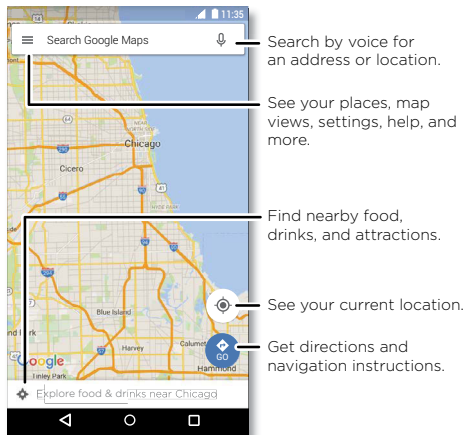 11:35
Search Google Maps
Search by voice for
an address or location.
See your places, map
views, settings, help, and
more.
Chicago
Cicero
HYDE PARK
Find nearby food,
drinks, and attractions.
Blue Island
See your current location.
Harvey
Calumet
GO
Get directions and
navigation instructions.
Google
Hammond
Tinley Park
Explore food & drinks near Chicago